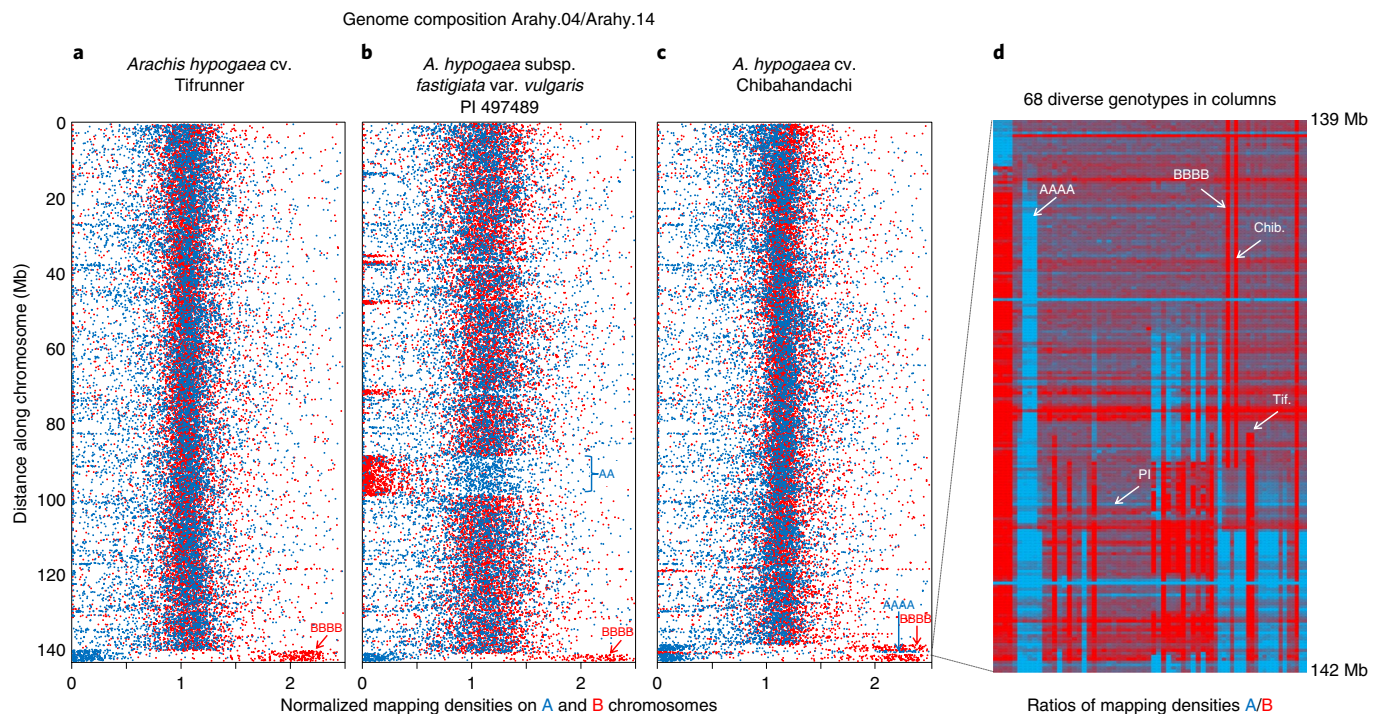 Genome composition Arahy.04/Arahy.14
a
Arachis hypogaea cv.
Tifrunner
b
A. hypogaea subsp.
fastigiata var. vulgaris
PI 497489
c
A. hypogaea cv.
Chibahandachi
d
68 diverse genotypes in columns
Distance along chromosome (Mb)
0
20
40
60
80
100
120
140
BBBB
0
1
2
AA
BBBB
0
1
2
AAAA
BBBB
0
1
2
Normalized mapping densities on A and B chromosomes
139 Mb
AAAA
BBBB
Chib.
Tif.
PI
142 Mb
Ratios of mapping densities A/B